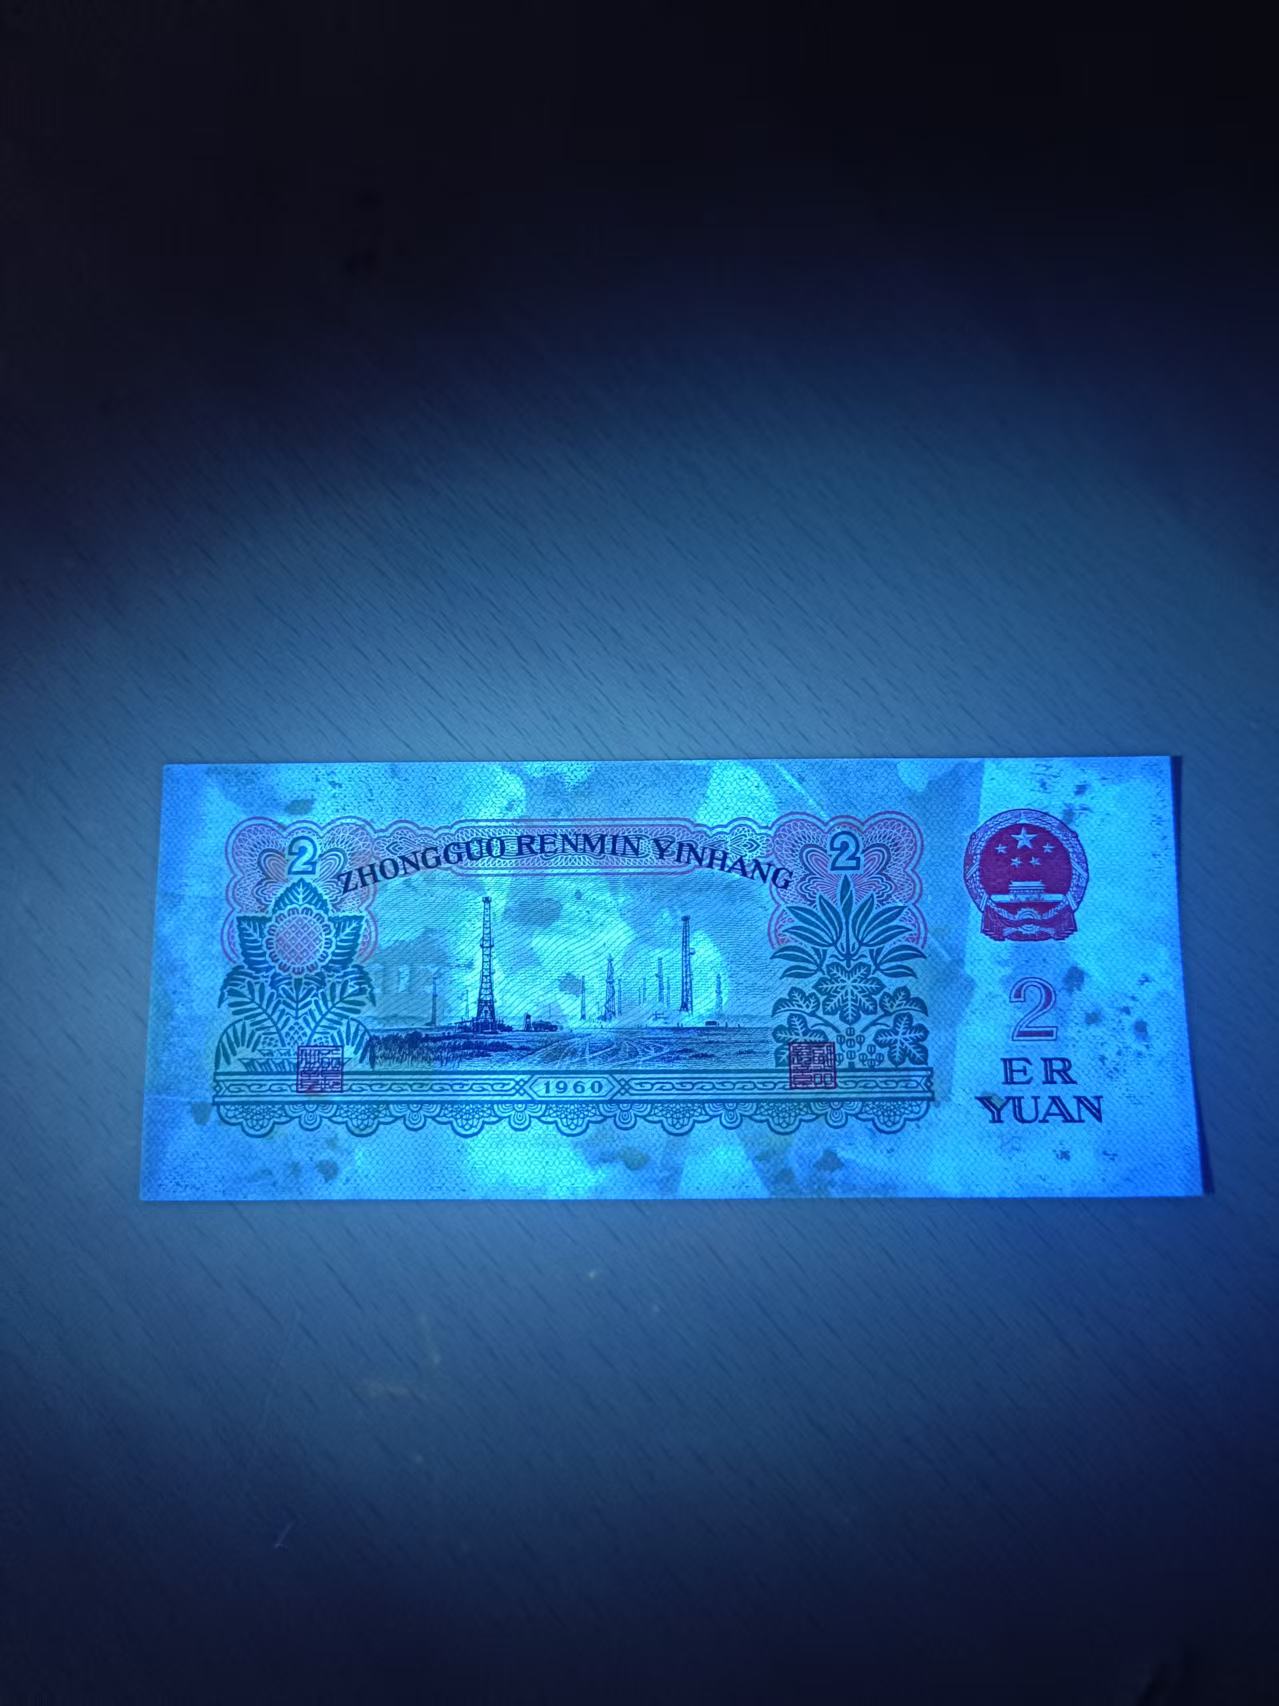 2
2
ZHONGGUO RENMIN YINHANG
1960
2
ER
YUAN